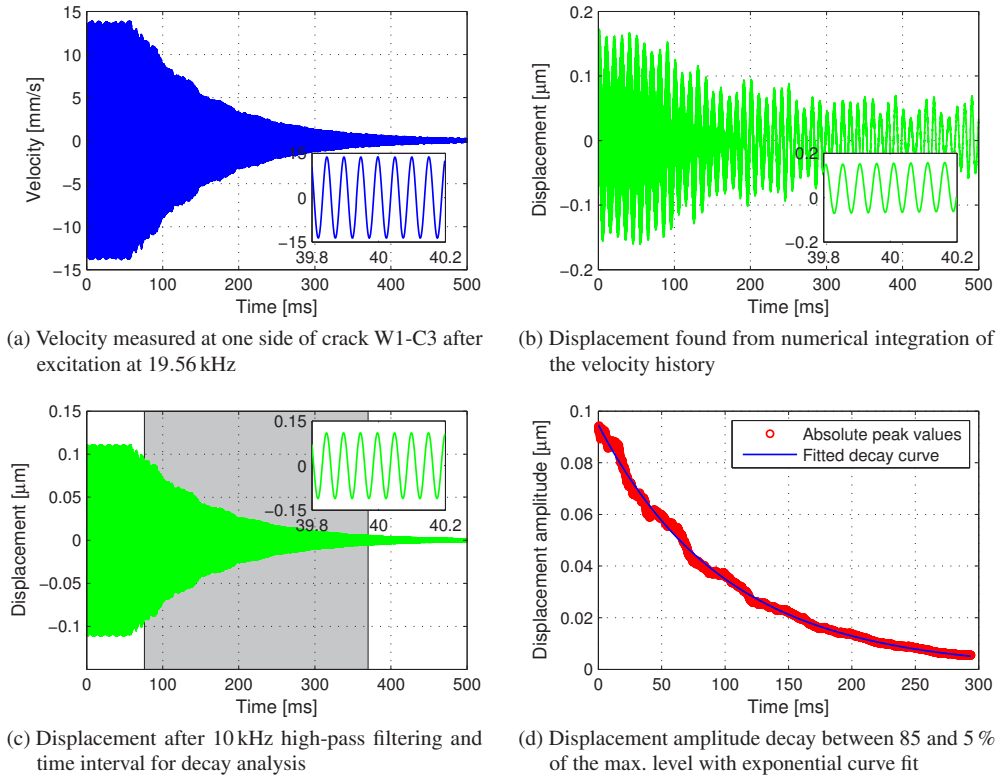 15
10
5
0
−5
−10
−15
0 100 200 300 400 500
Velocity [mm/s]
Time [ms]
15
0
−15
39.8 40 40.2
(a) Velocity measured at one side of crack W1-C3 after
excitation at 19.56 kHz
0.2
0.1
0
−0.1
−0.2
0 100 200 300 400 500
Displacement [µm]
Time [ms]
0.2
0
−0.2
39.8 40 40.2
(b) Displacement found from numerical integration of
the velocity history
0.15
0.1
0.05
0
−0.05
−0.1
0 100 200 300 400 500
Displacement [µm]
Time [ms]
0.15
0
−0.15
39.8 40 40.2
(c) Displacement after 10 kHz high-pass filtering and
time interval for decay analysis
0.1
0.08
0.06
0.04
0.02
0
0 50 100 150 200 250 300
Displacement amplitude [µm]
Time [ms]
Absolute peak values
Fitted decay curve
(d) Displacement amplitude decay between 85 and 5 %
of the max. level with exponential curve fit